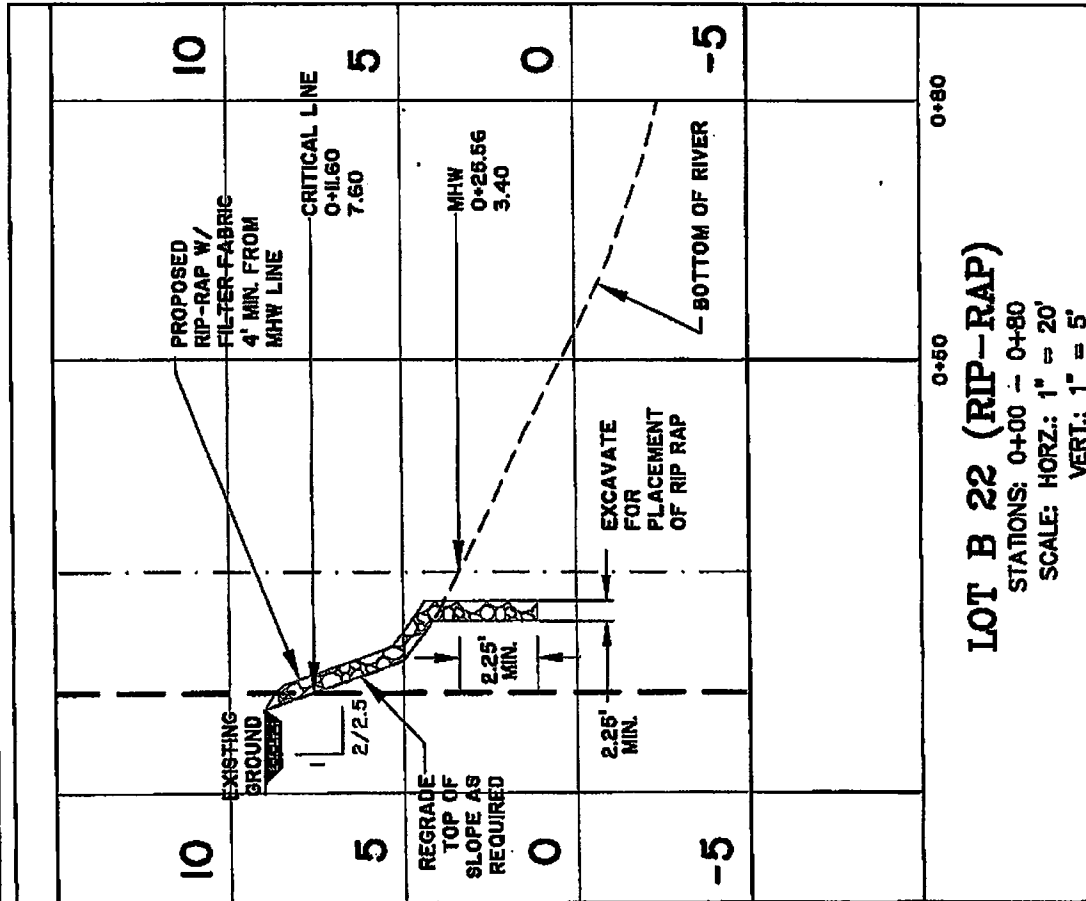 10
5
0
-5
10
5
0
-5
PROPOSED
RIP-RAP W/
FILTER-FABRIC
4' MIN. FROM
MHW LINE
CRITICAL LINE
0+11.60
7.60
MHW
0+25.56
3.40
BOTTOM OF RIVER
EXISTING
GROUND
1
2/2.5
REGRADE
TOP OF
SLOPE AS
REQUIRED
2.25'
MIN.
2.25'
MIN.
EXCAVATE
FOR
PLACEMENT
OF RIP RAP
0+50
0+80
LOT B 22 (RIP-RAP)
STATIONS: 0+00 - 0+80
SCALE: HORZ.: 1" = 20'
VERT.: 1" = 5'